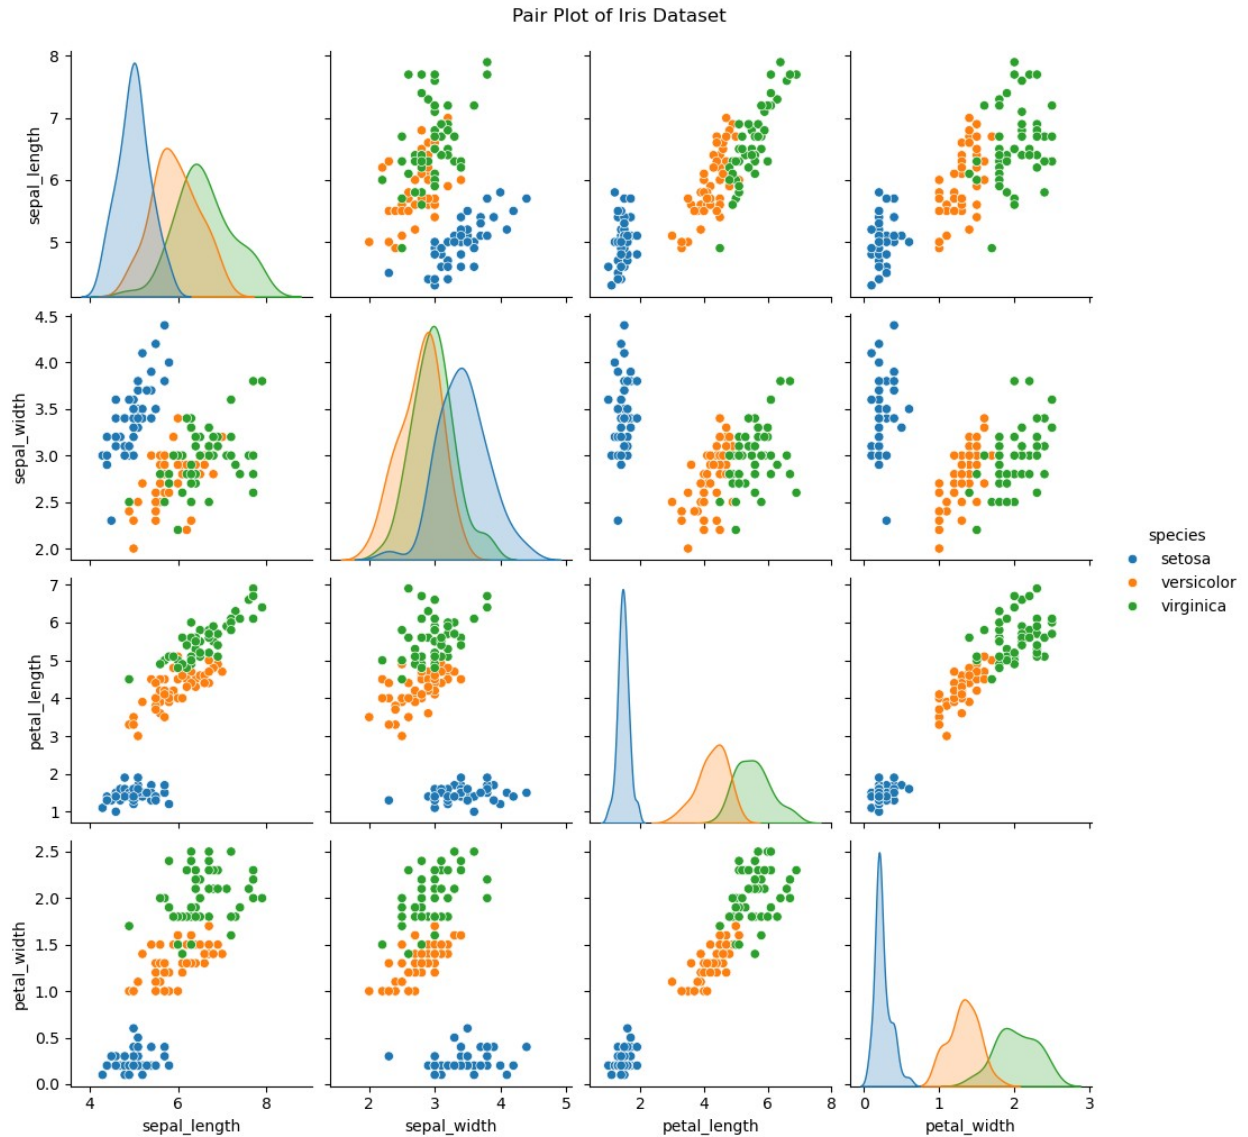 Pair Plot of Iris Dataset
sepal_length
8
7
6
5
sepal_width
4.5
4.0
3.5
3.0
2.5
2.0
species
setosa
versicolor
virginica
petal_length
7
6
5
4
3
2
1
petal_width
2.5
2.0
1.5
1.0
0.5
0.0
4 6 8
2 3 4 5
2 4 6 8
0 1 2 3
sepal_length
sepal_width
petal_length
petal_width